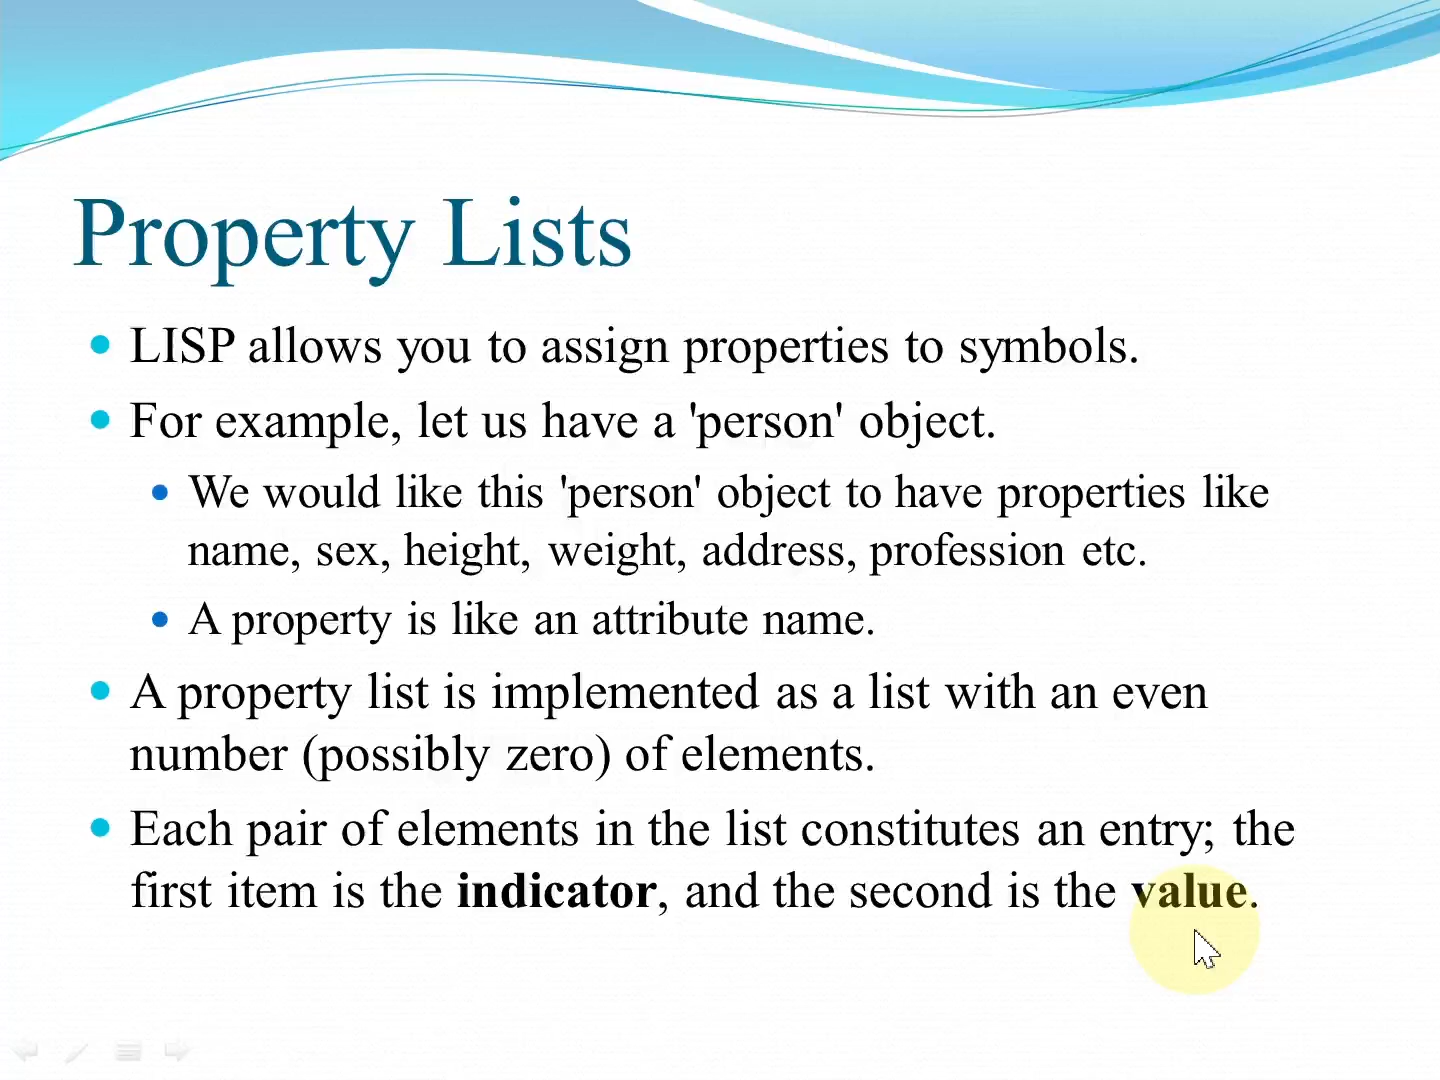 Property Lists
LISP allows you to assign properties to symbols.
For example, let us have a 'person' object.
We would like this 'person' object to have properties like
name, sex, height, weight, address, profession etc.
A property is like an attribute name.
A property list is implemented as a list with an even
number (possibly zero) of elements.
Each pair of elements in the list constitutes an entry; the
first item is the indicator, and the second is the value.